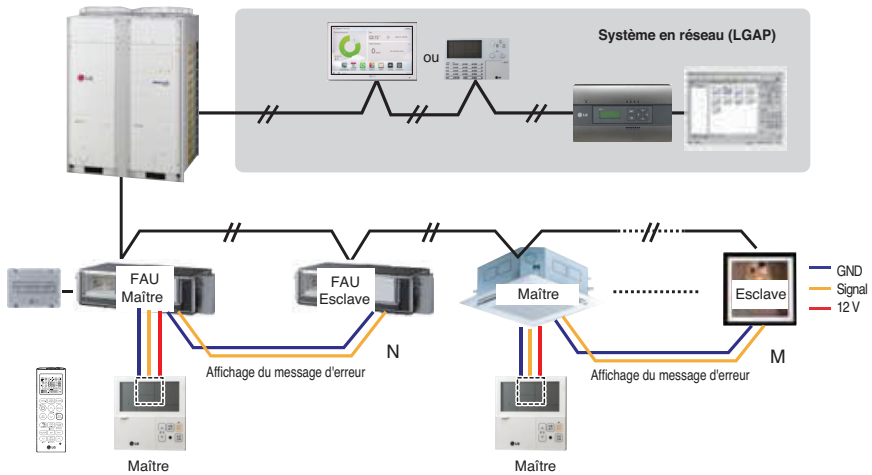 Système en réseau (LGAP)
ou
LG
FAU
Maître
FAU
Esclave
Maître
Esclave
GND
Signal
12 V
N
M
Affichage du message d'erreur
Affichage du message d'erreur
Maître
Maître